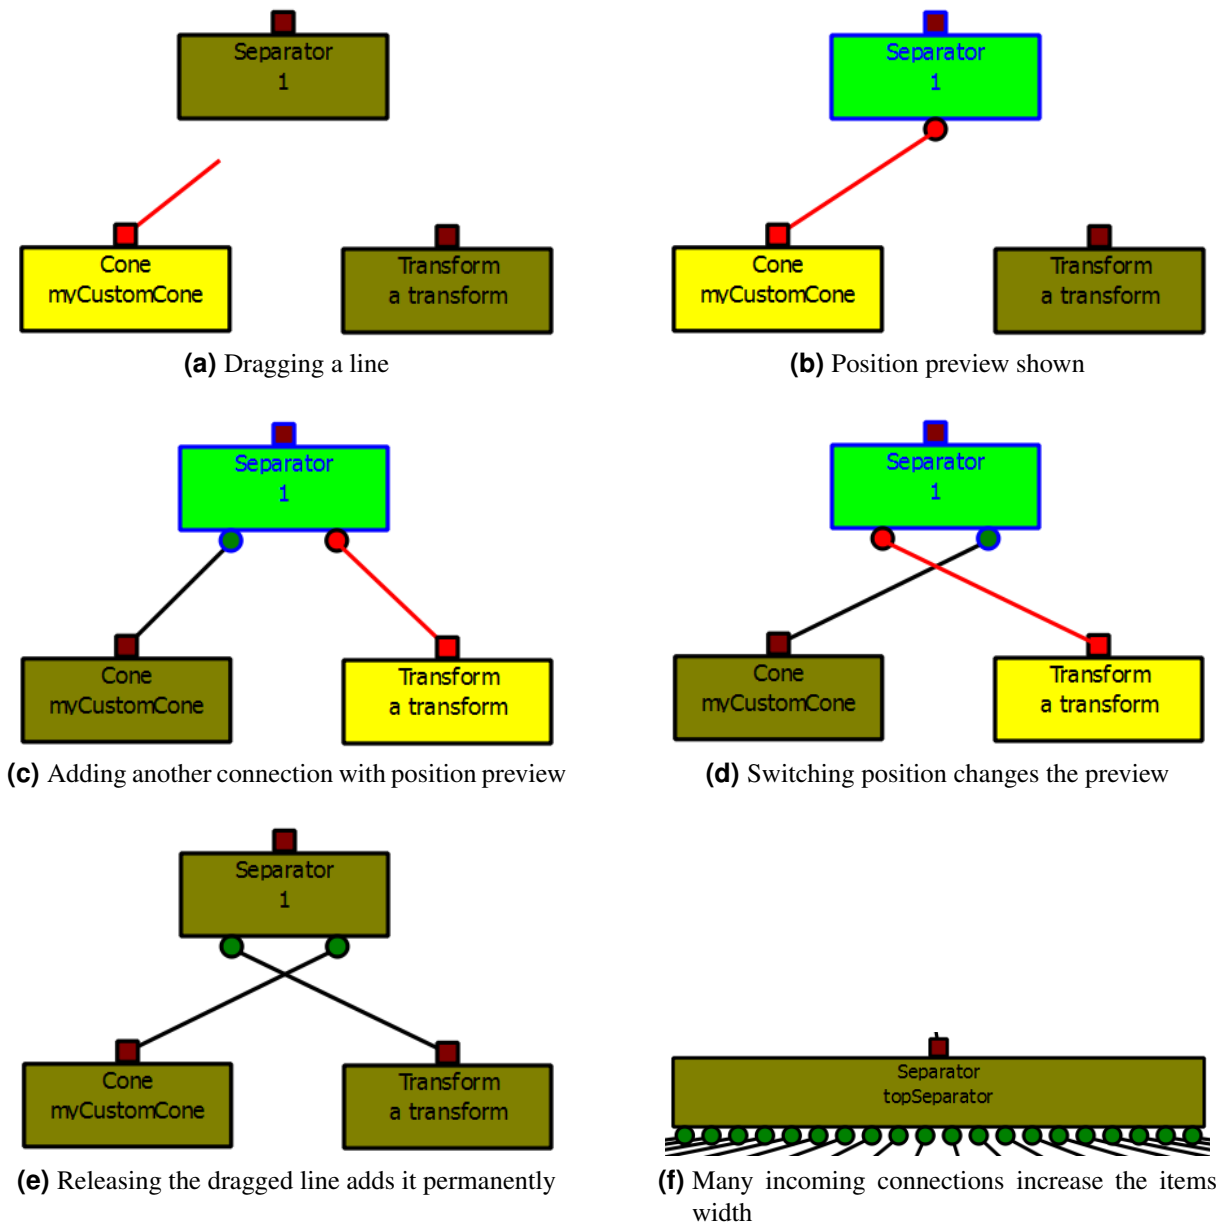 Separator
1
Cone
myCustomCone
Transform
a transform
(a) Dragging a line
Separator
1
Cone
myCustomCone
Transform
a transform
(b) Position preview shown
Separator
1
Cone
myCustomCone
Transform
a transform
(c) Adding another connection with position preview
Separator
1
Cone
myCustomCone
Transform
a transform
(d) Switching position changes the preview
Separator
1
Cone
myCustomCone
Transform
a transform
(e) Releasing the dragged line adds it permanently
Separator
topSeparator
(f) Many incoming connections increase the items
width